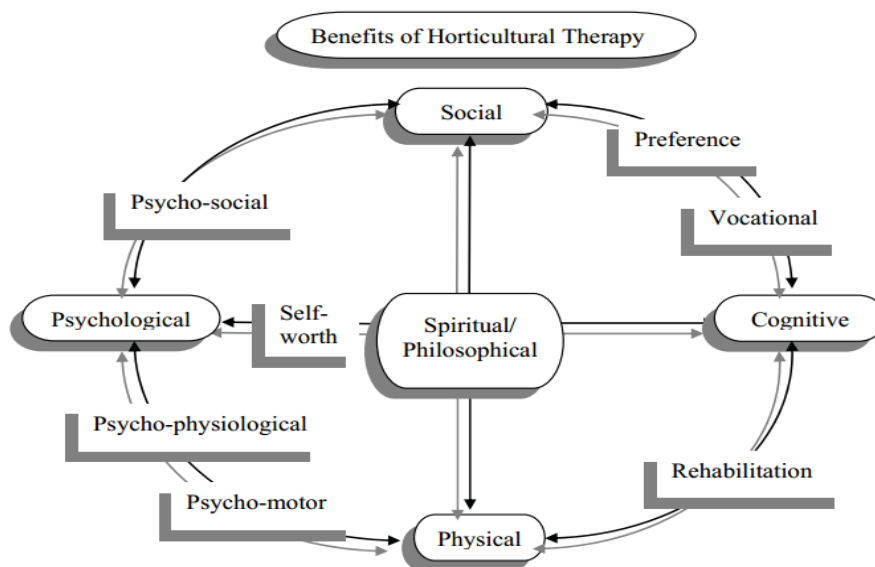 Benefits of Horticultural Therapy
Social
Preference
Psycho-social
Vocational
Psychological
Self-
worth
Spiritual/
Philosophical
Cognitive
Psycho-physiological
Rehabilitation
Psycho-motor
Physical